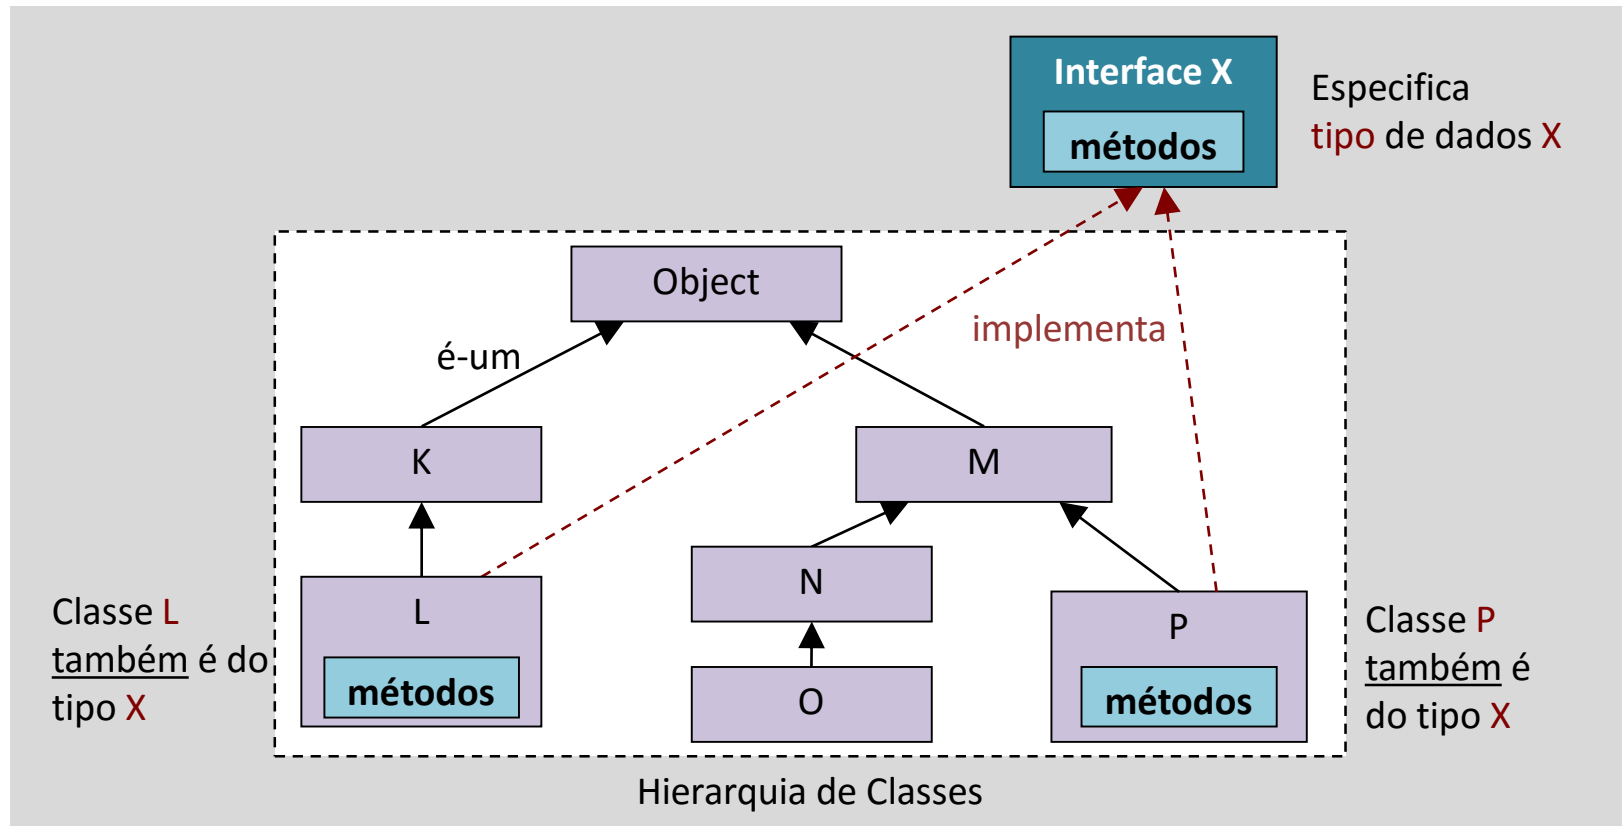 Interface X
métodos
Especifica
tipo de dados X
Object
implementa
é-um
K
M
N
L
métodos
P
métodos
O
Classe L
também é do
tipo X
Classe P
também é
do tipo X
Hierarquia de Classes